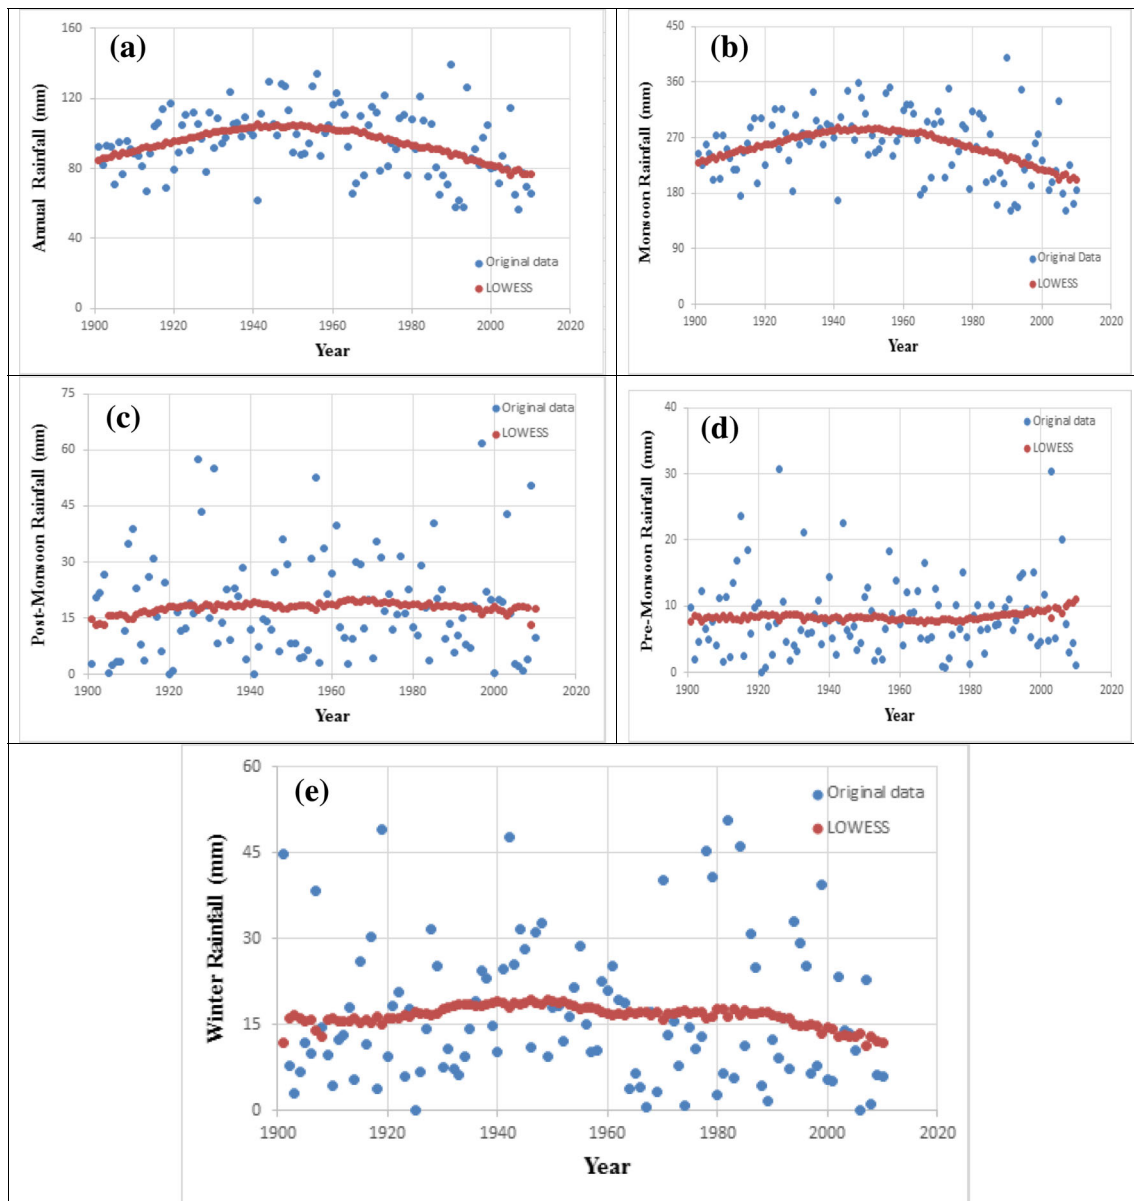 (a)
Annual Rainfall (mm)
160
120
80
40
0
Original data
LOWESS
1900 1920 1940 1960 1980 2000 2020
Year
(b)
Monsoon Rainfall (mm)
450
360
270
180
90
0
Original Data
LOWESS
1900 1920 1940 1960 1980 2000 2020
Year
(c)
Post-Monsoon Rainfall (mm)
75
60
45
30
15
0
Original data
LOWESS
1900 1920 1940 1960 1980 2000 2020
Year
(d)
Pre-Monsoon Rainfall (mm)
40
30
20
10
0
Original data
LOWESS
1900 1920 1940 1960 1980 2000 2020
Year
(e)
Winter Rainfall (mm)
60
45
30
15
0
Original data
LOWESS
1900 1920 1940 1960 1980 2000 2020
Year